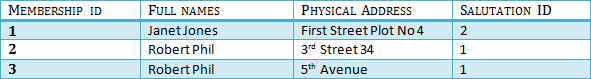 MEMBERSHIP ID FULL NAMES PHYSICAL ADDRESS SALUTATION ID
1 Janet Jones First Street Plot No 4 2
2 Robert Phil 3rd Street 34 1
3 Robert Phil 5th Avenue 1